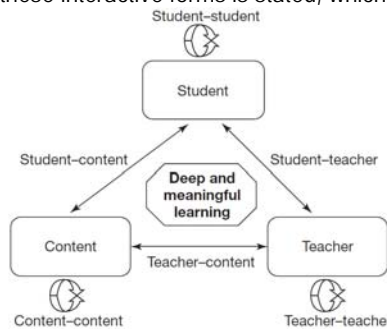 these interactive forms is stated, which
Student–student
Student
Student–content
Student–teacher
Deep and
meaningful
learning
Content
Teacher
Teacher–content
Content–content
Teacher–teache